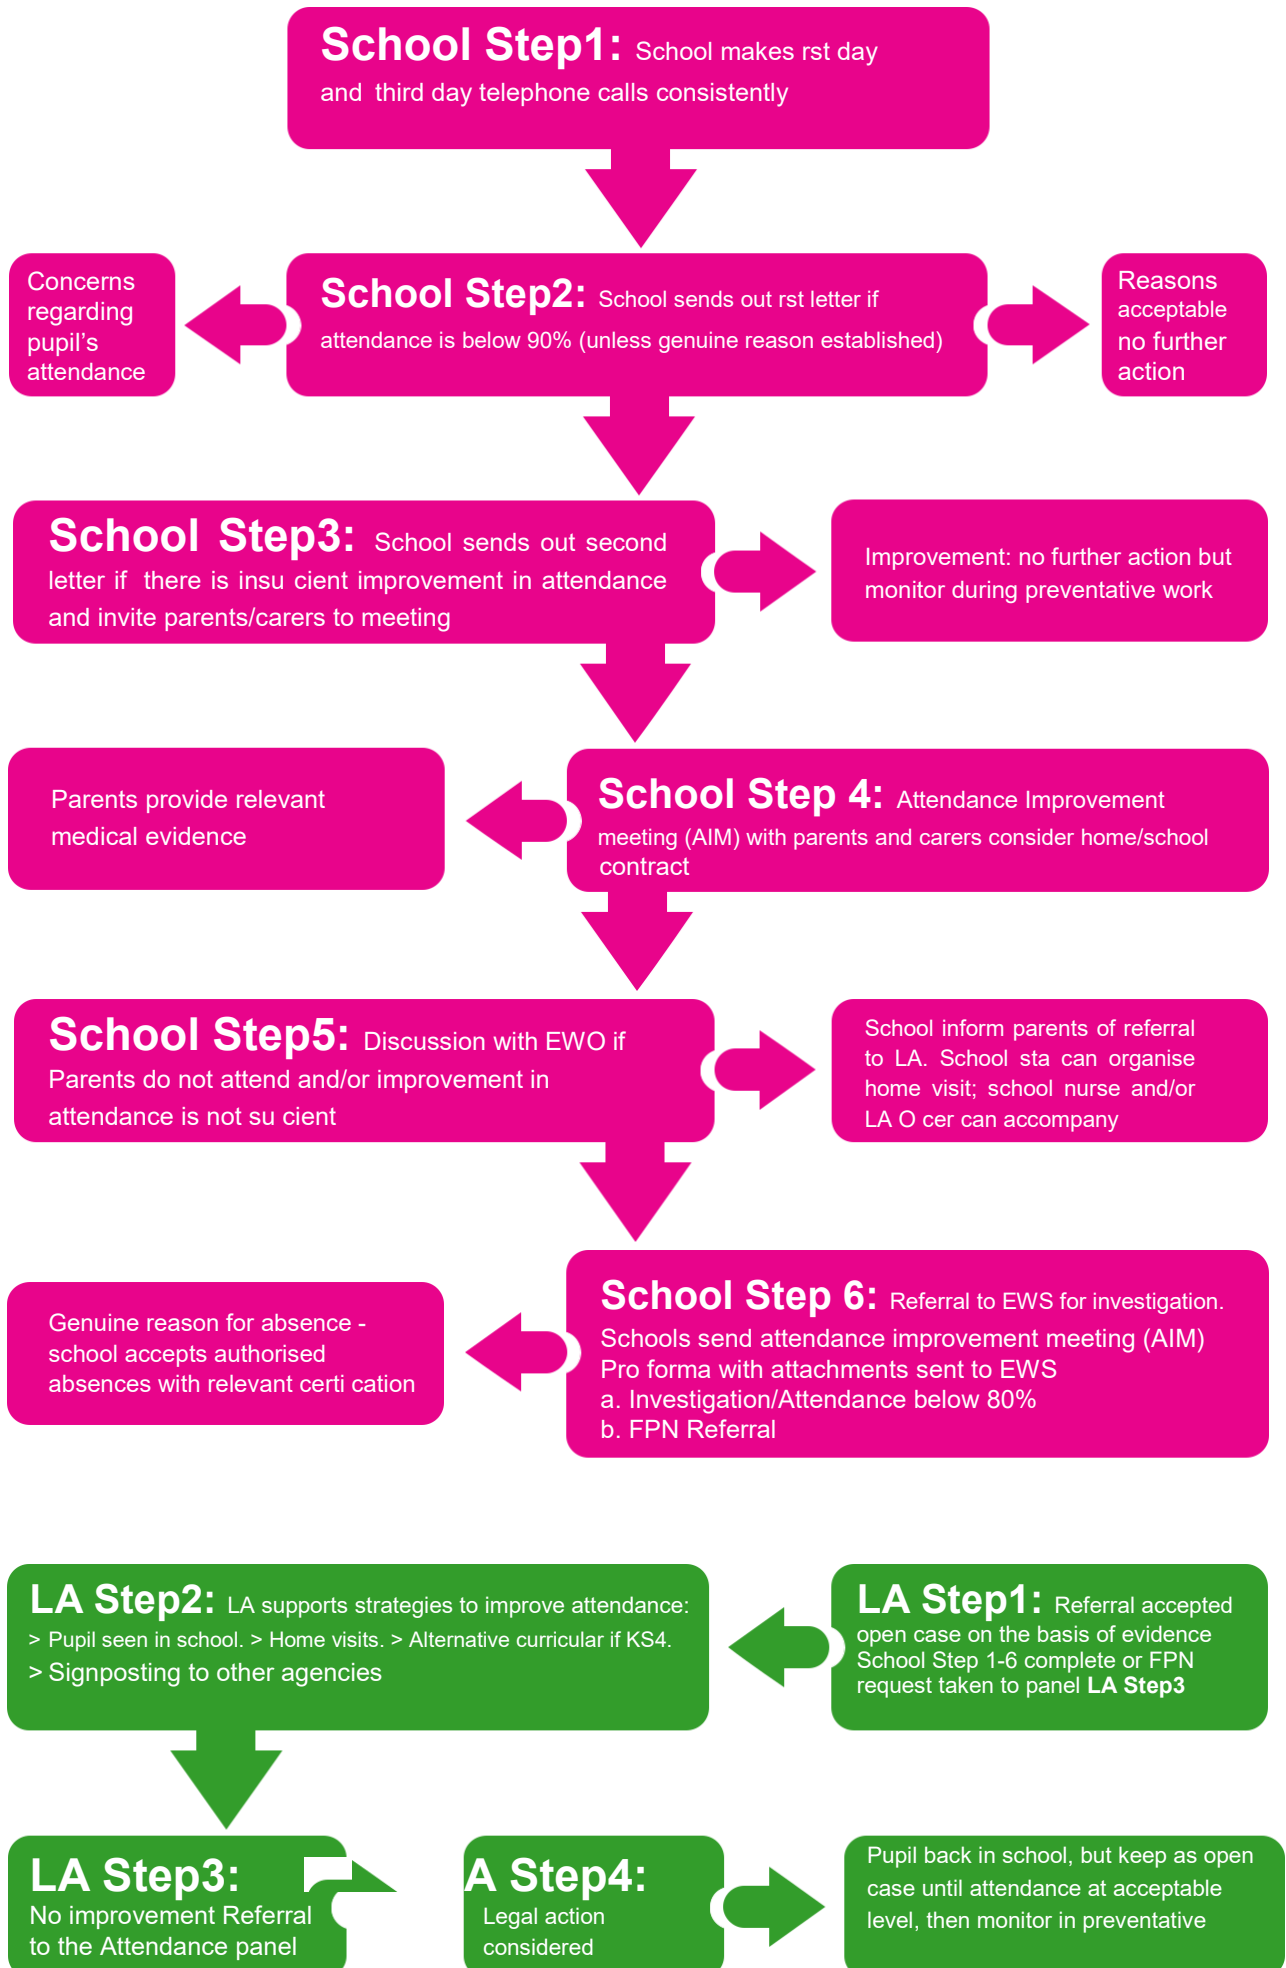 School Step1: School makes rst day
and third day telephone calls consistently
Concerns
regarding
pupil's
attendance
School Step2: School sends out rst letter if
attendance is below 90% (unless genuine reason established)
Reasons
acceptable
no further
action
School Step3: School sends out second
letter if there is insu cient improvement in attendance
and invite parents/carers to meeting
Improvement: no further action but
monitor during preventative work
Parents provide relevant
medical evidence
School Step 4: Attendance Improvement
meeting (AIM) with parents and carers consider home/school
contract
School Step5: Discussion with EWO if
Parents do not attend and/or improvement in
attendance is not su cient
School inform parents of referral
to LA. School sta can organise
home visit; school nurse and/or
LA O cer can accompany
Genuine reason for absence -
school accepts authorised
absences with relevant certi cation
School Step 6: Referral to EWS for investigation.
Schools send attendance improvement meeting (AIM)
Pro forma with attachments sent to EWS
a. Investigation/Attendance below 80%
b. FPN Referral
LA Step2: LA supports strategies to improve attendance:
> Pupil seen in school. > Home visits. > Alternative curricular if KS4.
> Signposting to other agencies
LA Step1: Referral accepted
open case on the basis of evidence
School Step 1-6 complete or FPN
request taken to panel LA Step3
LA Step3:
No improvement Referral
to the Attendance panel
A Step4:
Legal action
considered
Pupil back in school, but keep as open
case until attendance at acceptable
level, then monitor in preventative